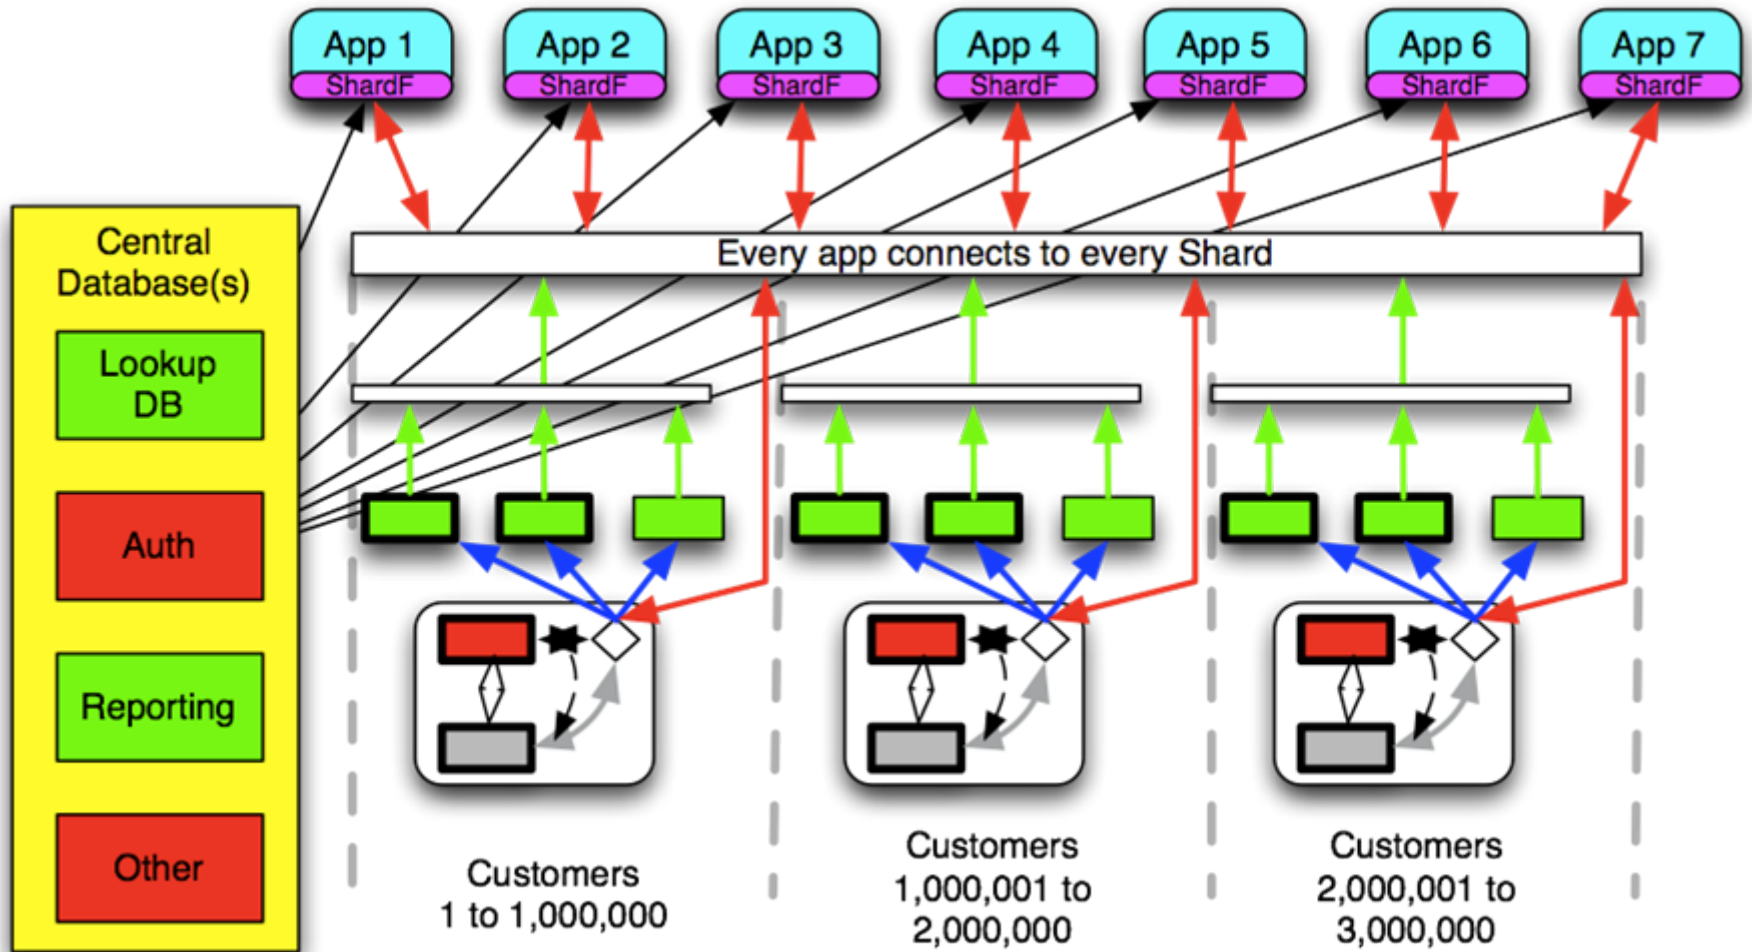 App 1
ShardF
App 2
ShardF
App 3
ShardF
App 4
ShardF
App 5
ShardF
App 6
ShardF
App 7
ShardF
Central
Database(s)
Lookup
DB
Auth
Reporting
Other
Every app connects to every Shard
Customers
1 to 1,000,000
Customers
1,000,001 to
2,000,000
Customers
2,000,001 to
3,000,000